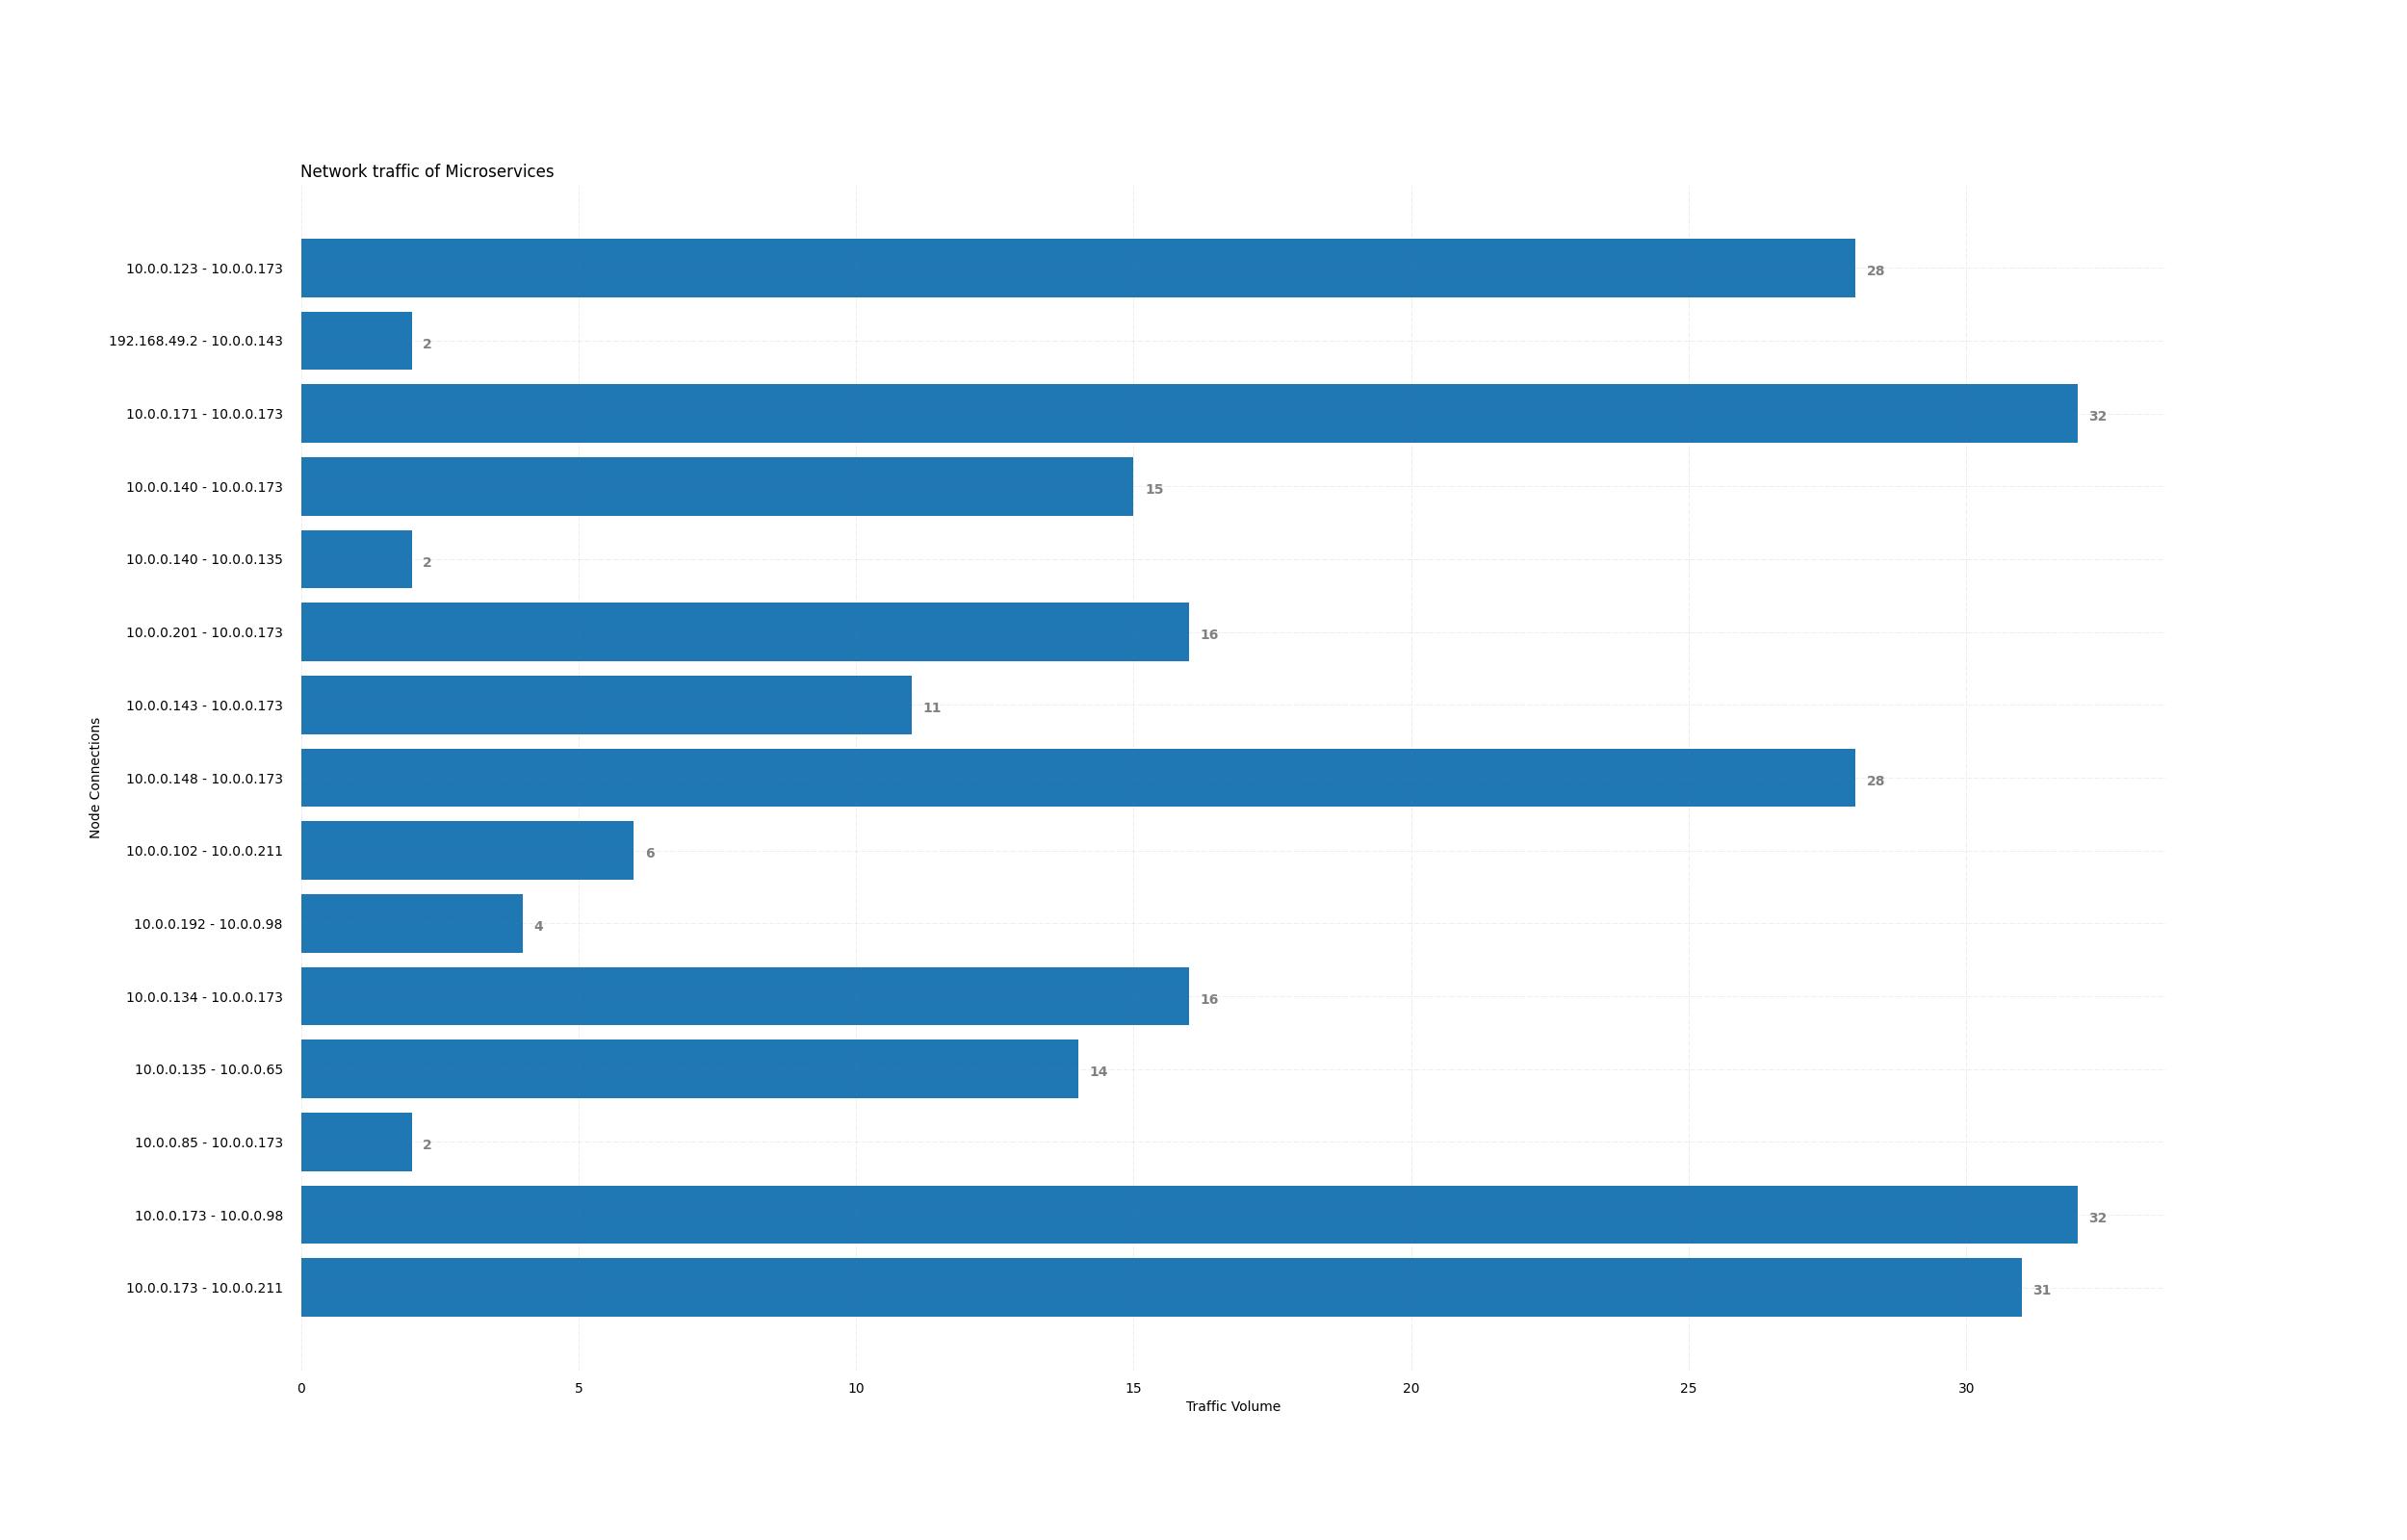 Network traffic of Microservices
10.0.0.123 - 10.0.0.173
28
192.168.49.2 - 10.0.0.143
2
10.0.0.171 - 10.0.0.173
32
10.0.0.140 - 10.0.0.173
15
10.0.0.140 - 10.0.0.135
2
10.0.0.201 - 10.0.0.173
16
10.0.0.143 - 10.0.0.173
11
Node Connections
10.0.0.148 - 10.0.0.173
28
10.0.0.102 - 10.0.0.211
6
10.0.0.192 - 10.0.0.98
4
10.0.0.134 - 10.0.0.173
16
10.0.0.135 - 10.0.0.65
14
10.0.0.85 - 10.0.0.173
2
10.0.0.173 - 10.0.0.98
32
10.0.0.173 - 10.0.0.211
31
0 5 10 15 20 25 30
Traffic Volume